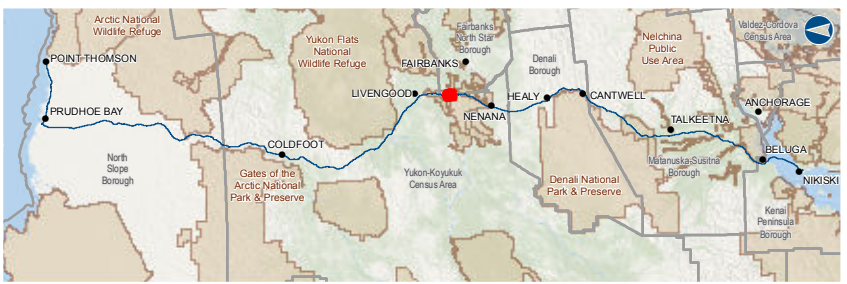 Arctic National
Wildlife Refuge
POINT THOMSON
PRUDHOE BAY
North
Slope
Borough
COLDFOOT
Gates of the
Arctic National
Park & Preserve
Yukon Flats
National
Wildlife Refuge
LIVENGOOD
FAIRBANKS
Fairbanks
North Star
Borough
NENANA
Yukon-Koyukuk
Census Area
HEALY
Denali
Borough
CANTWELL
Denali National
Park & Preserve
Nelchina
Public
Use Area
TALKEETNA
Matanuska-Susitna
Borough
Valdez-Cordova
Census Area
ANCHORAGE
BELUGA
NIKISKI
Kenai
Peninsula
Borough